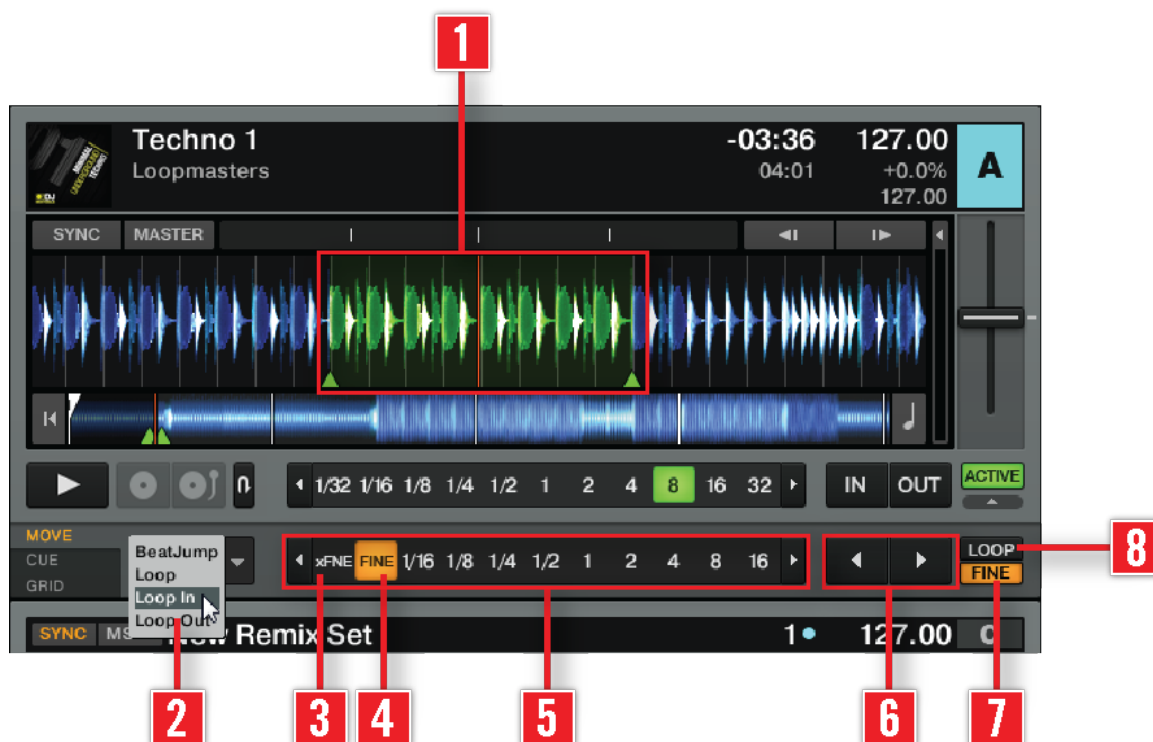 1
Techno 1
-03:36 127.00
A
Loopmasters
04:01 +0.0%
127.00
SYNC MASTER
1/32 1/16 1/8 1/4 1/2 1 2 4 8 16 32
IN OUT
ACTIVE
MOVE
CUE
GRID
BeatJump
Loop
Loop In
Loop Out
xFNE FINE 1/16 1/8 1/4 1/2 1 2 4 8 16
LOOP
FINE
8
SYNC
Remix Set
1 127.00
2 3 4 5 6 7